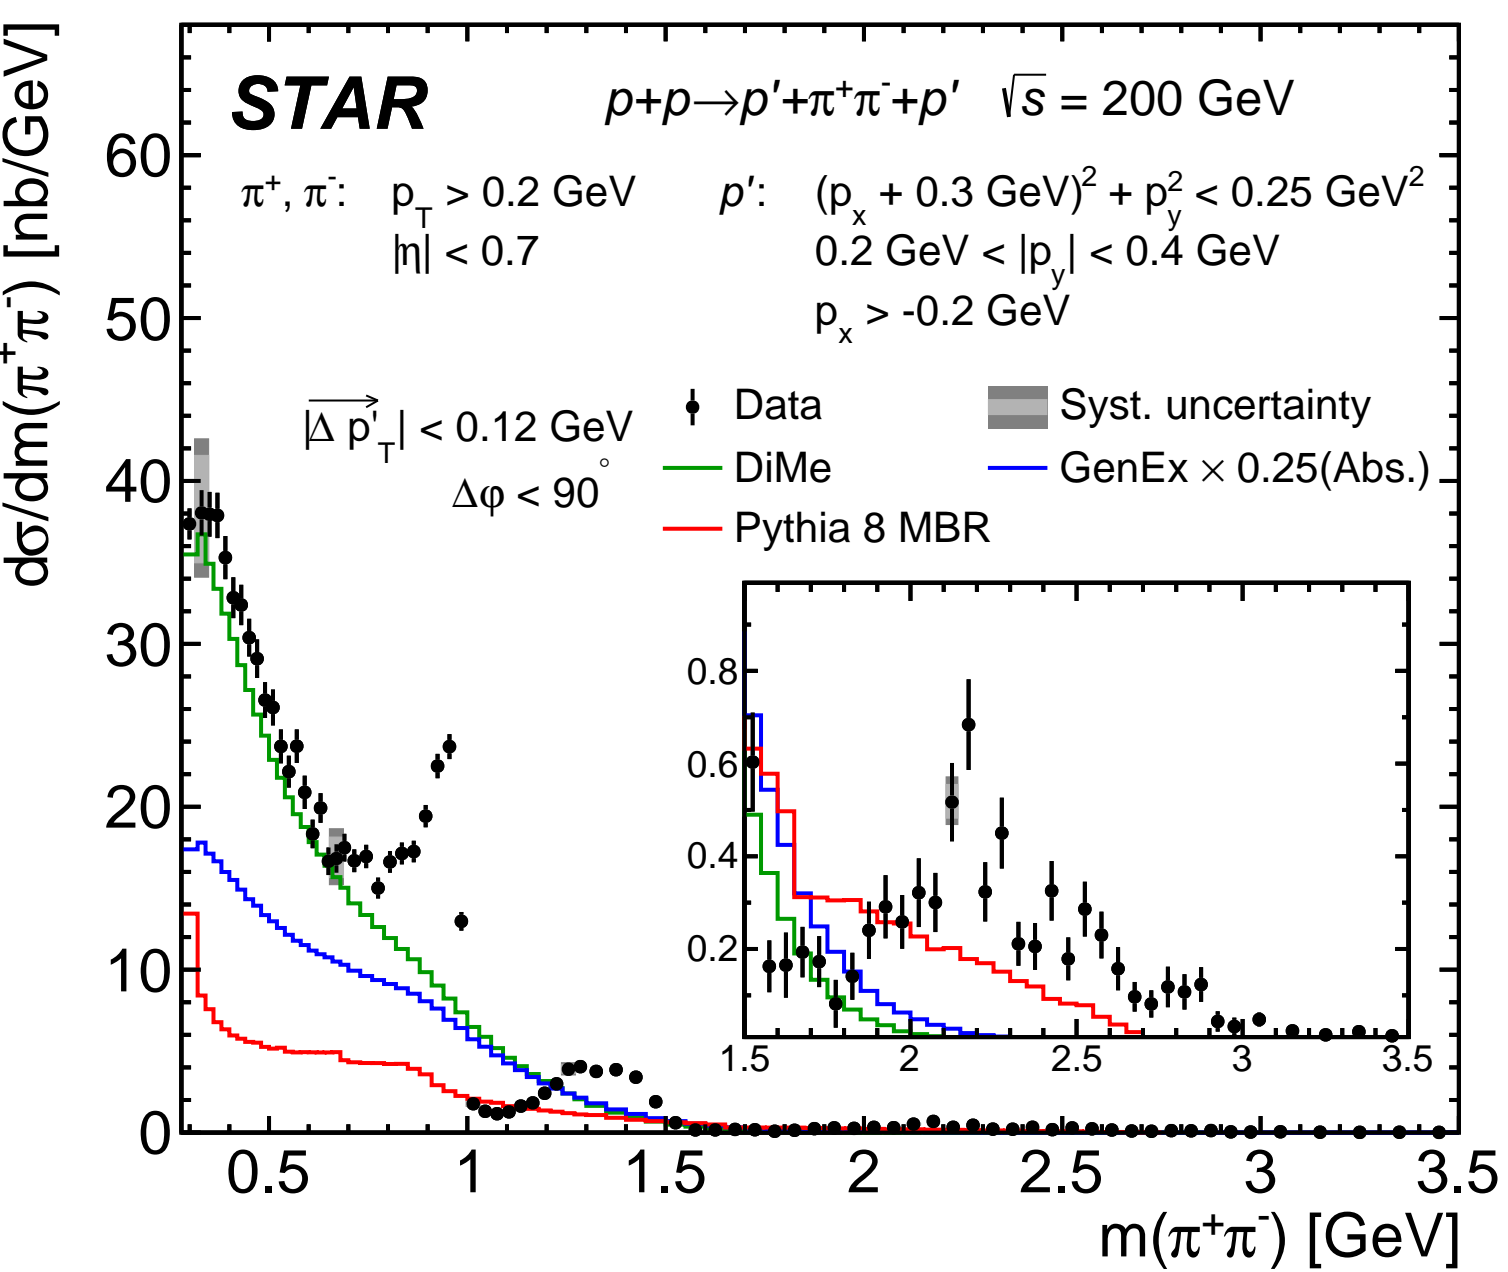 STAR p+p→p′+π⁺π⁻+p′ √s = 200 GeV
π⁺, π⁻: p_T > 0.2 GeV p′: (p_x + 0.3 GeV)² + p_y² < 0.25 GeV²
|η| < 0.7 0.2 GeV < |p_y| < 0.4 GeV
p_x > -0.2 GeV
|Δ p'_T| < 0.12 GeV
Δφ < 90°
Data Syst. uncertainty
DiMe GenEx × 0.25(Abs.)
Pythia 8 MBR
dσ/dm(π⁺π⁻) [nb/GeV]
60
50
40
30
20
10
0
0.8
0.6
0.4
0.2
1.5 2 2.5 3 3.5
0.5 1 1.5 2 2.5 3 3.5
m(π⁺π⁻) [GeV]